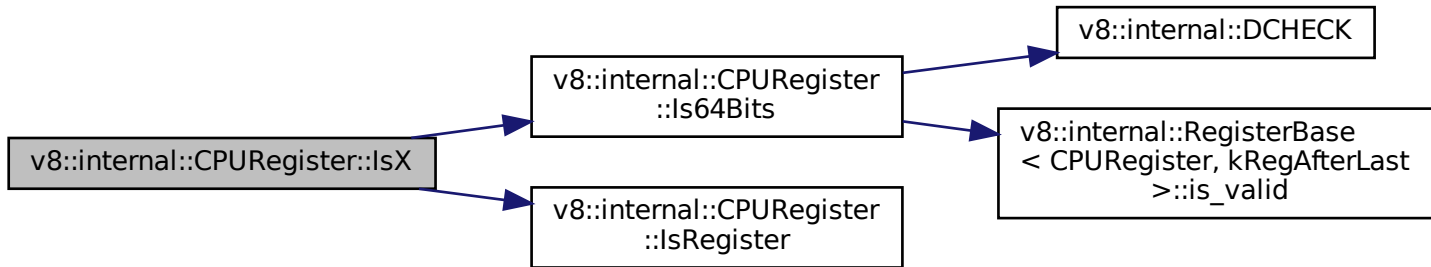 v8::internal::CPURegister::IsX
v8::internal::CPURegister
::Is64Bits
v8::internal::DCHECK
v8::internal::RegisterBase
< CPURegister, kRegAfterLast
>::is_valid
v8::internal::CPURegister
::IsRegister